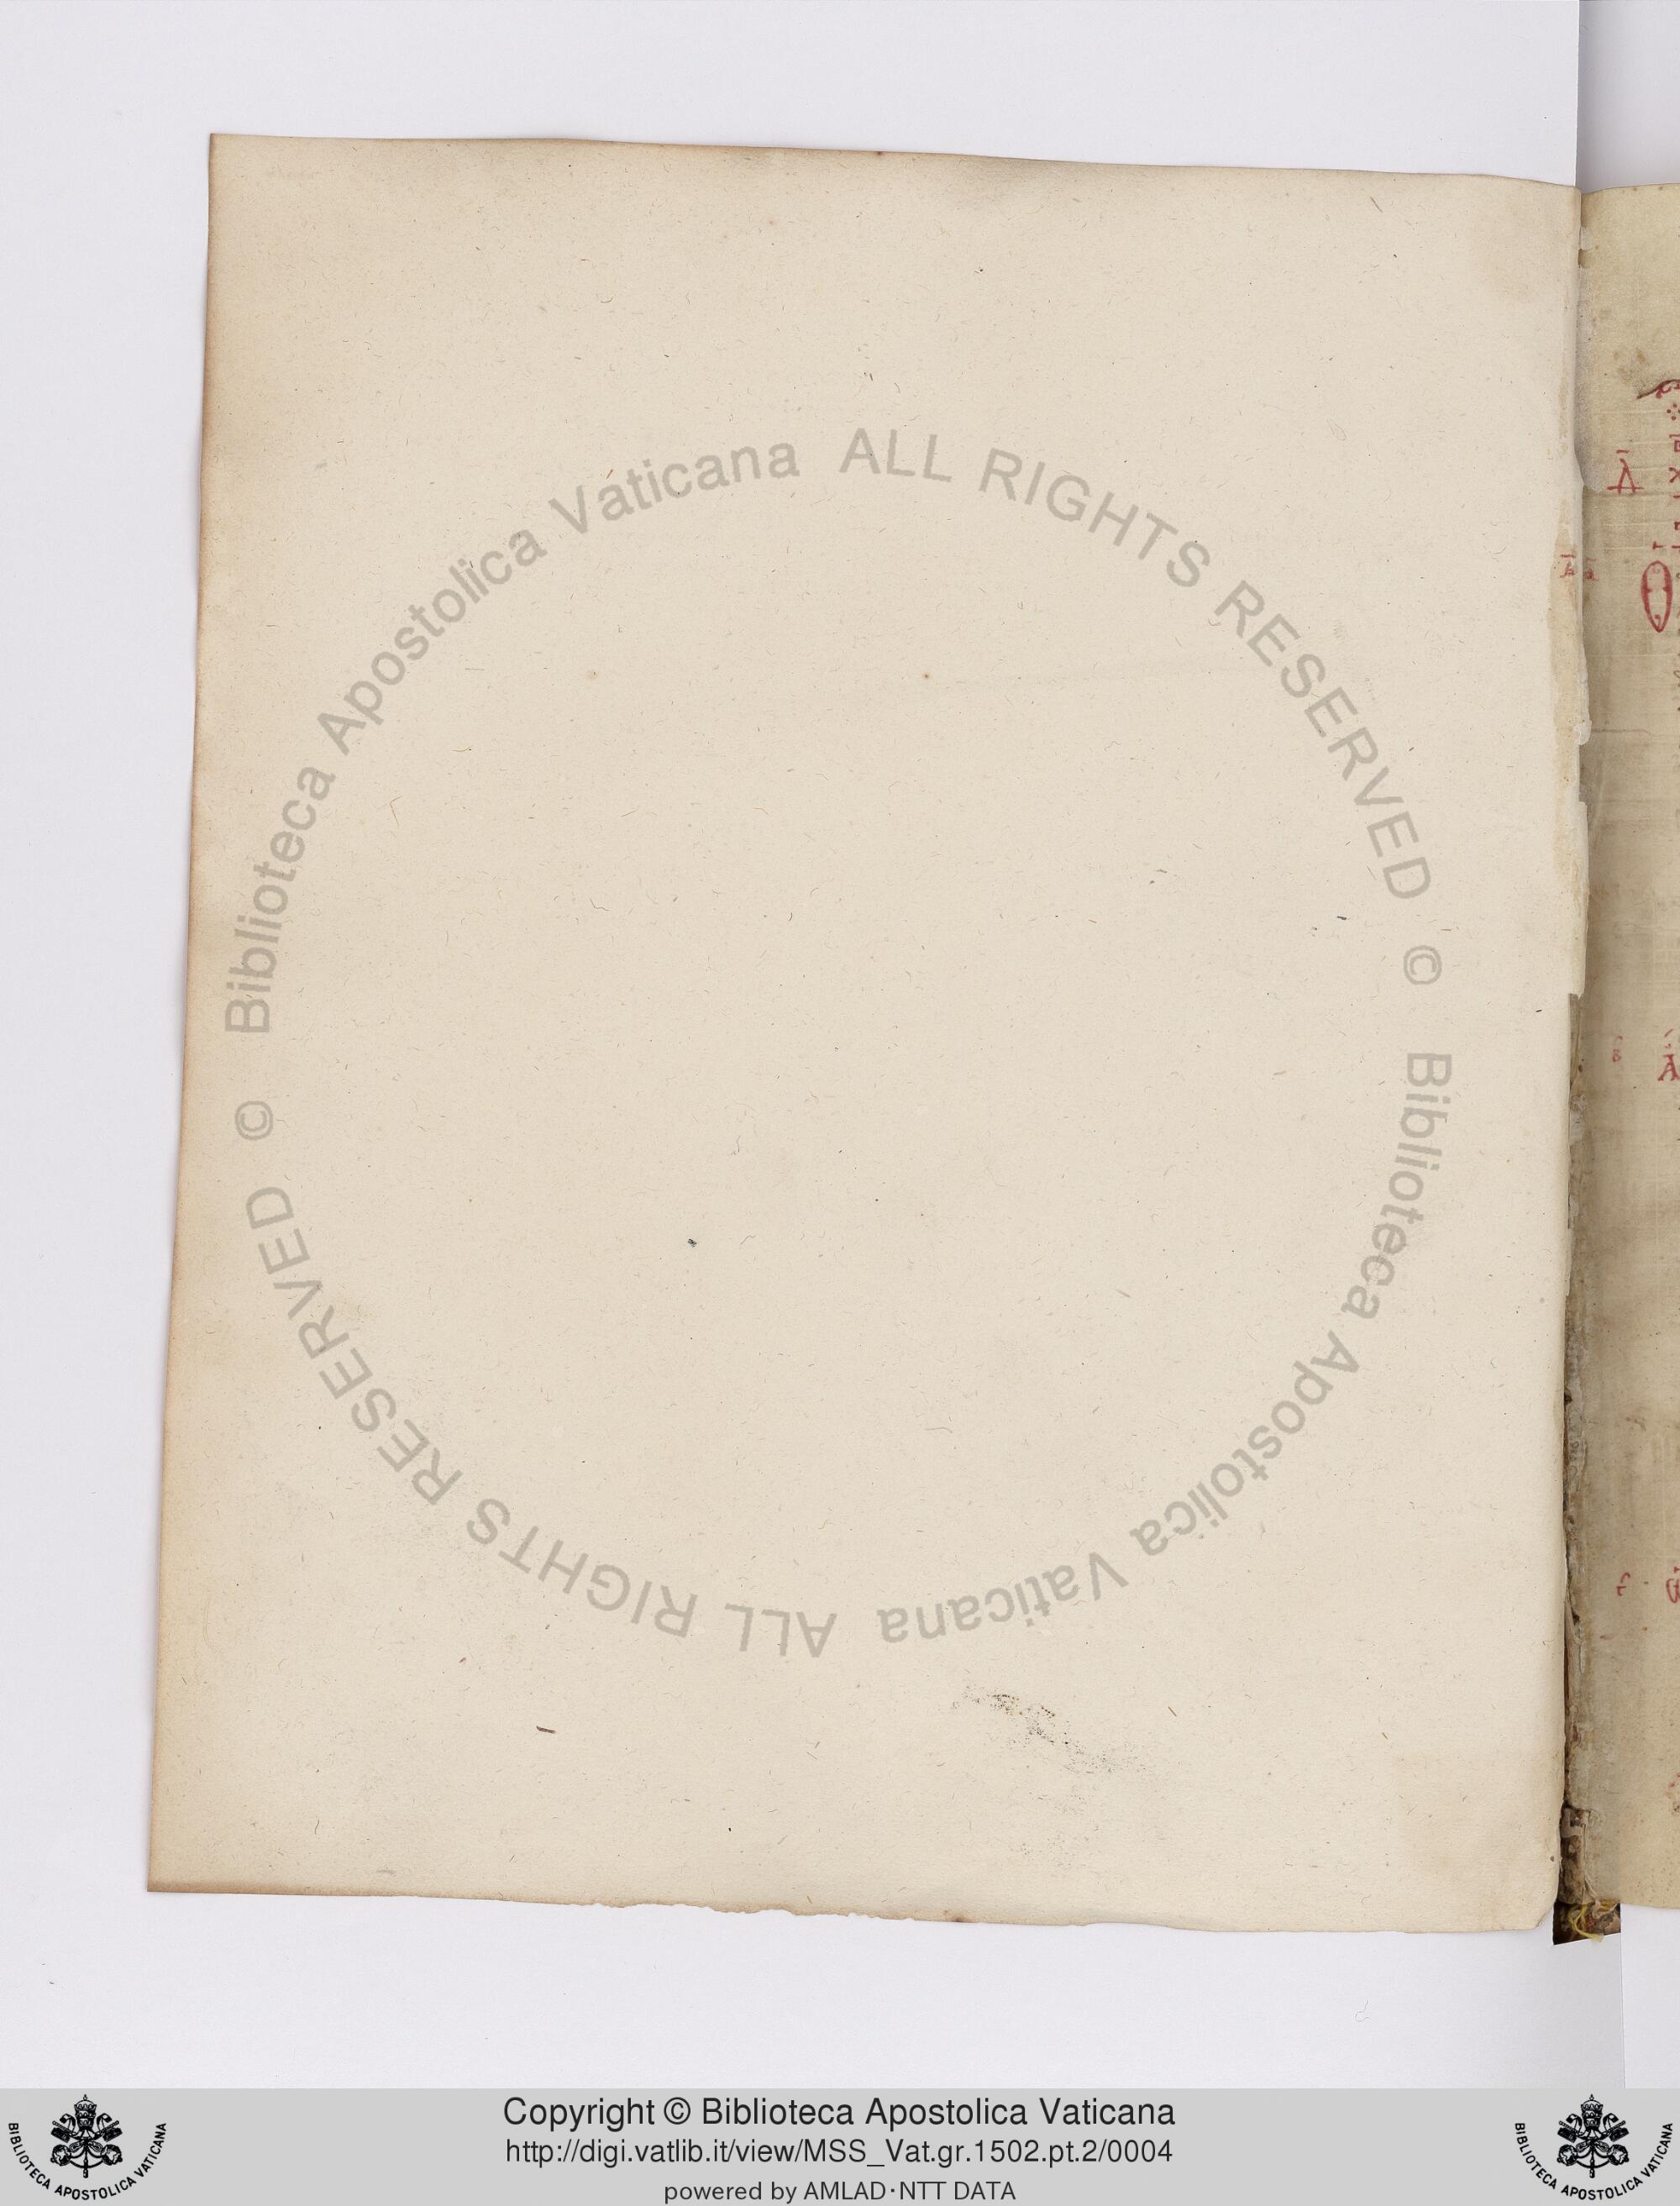 © Biblioteca Apostolica Vaticana ALL RIGHTS RESERVED © Biblioteca Apostolica Vaticana ALL RIGHTS RESERVED
Copyright © Biblioteca Apostolica Vaticana
http://digi.vatlib.it/view/MSS_Vat.gr.1502.pt.2/0004
powered by AMLAD·NTT DATA
BIBLIOTECA APOSTOLICA VATICANA
BIBLIOTECA APOSTOLICA VATICANA